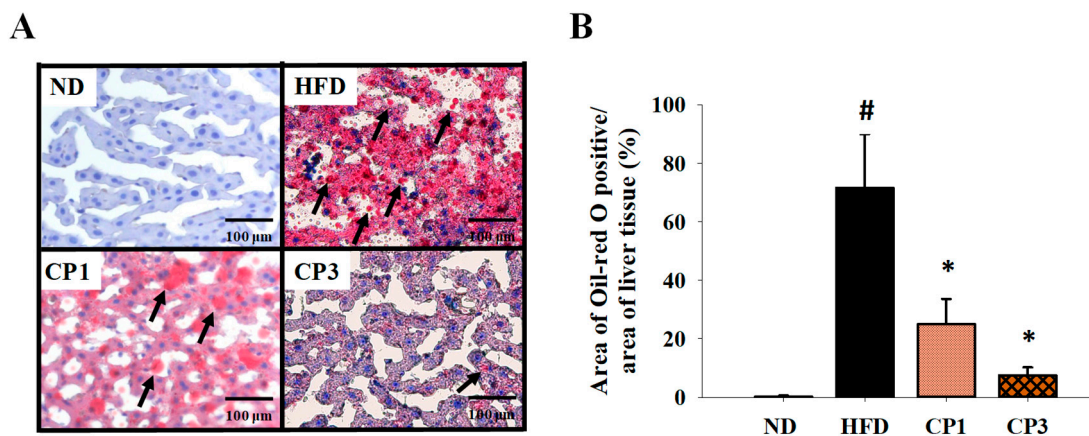 A
ND
100 µm
HFD
100 µm
CP1
100 µm
CP3
100 µm
B
Area of Oil-red O positive/
area of liver tissue (%)
100
80
60
40
20
0
#
*
*
ND HFD CP1 CP3